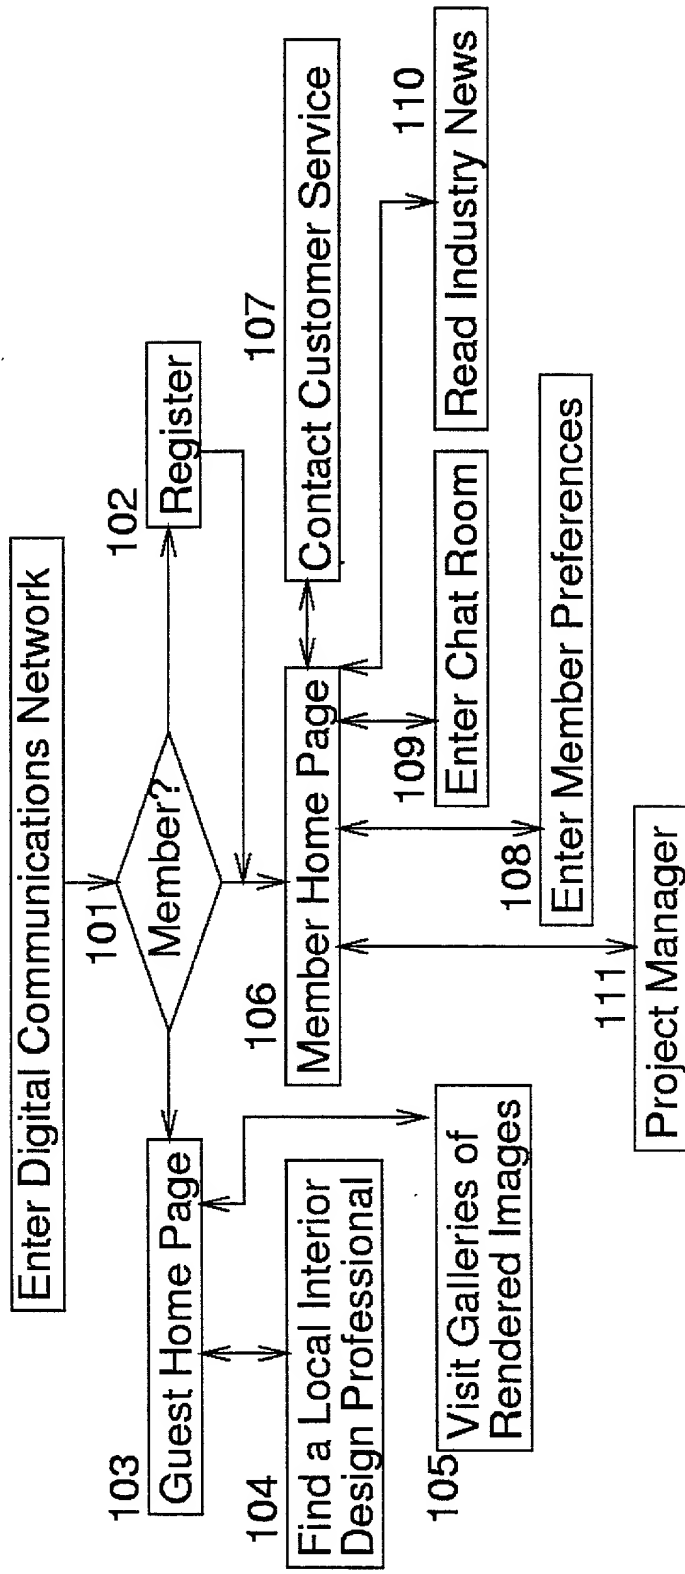 Enter Digital Communications Network
101
Member?
102
Register
103
Guest Home Page
104
Find a Local Interior
Design Professional
105
Visit Galleries of
Rendered Images
106
Member Home Page
107
Contact Customer Service
109
Enter Chat Room
110
Read Industry News
108
Enter Member Preferences
111
Project Manager